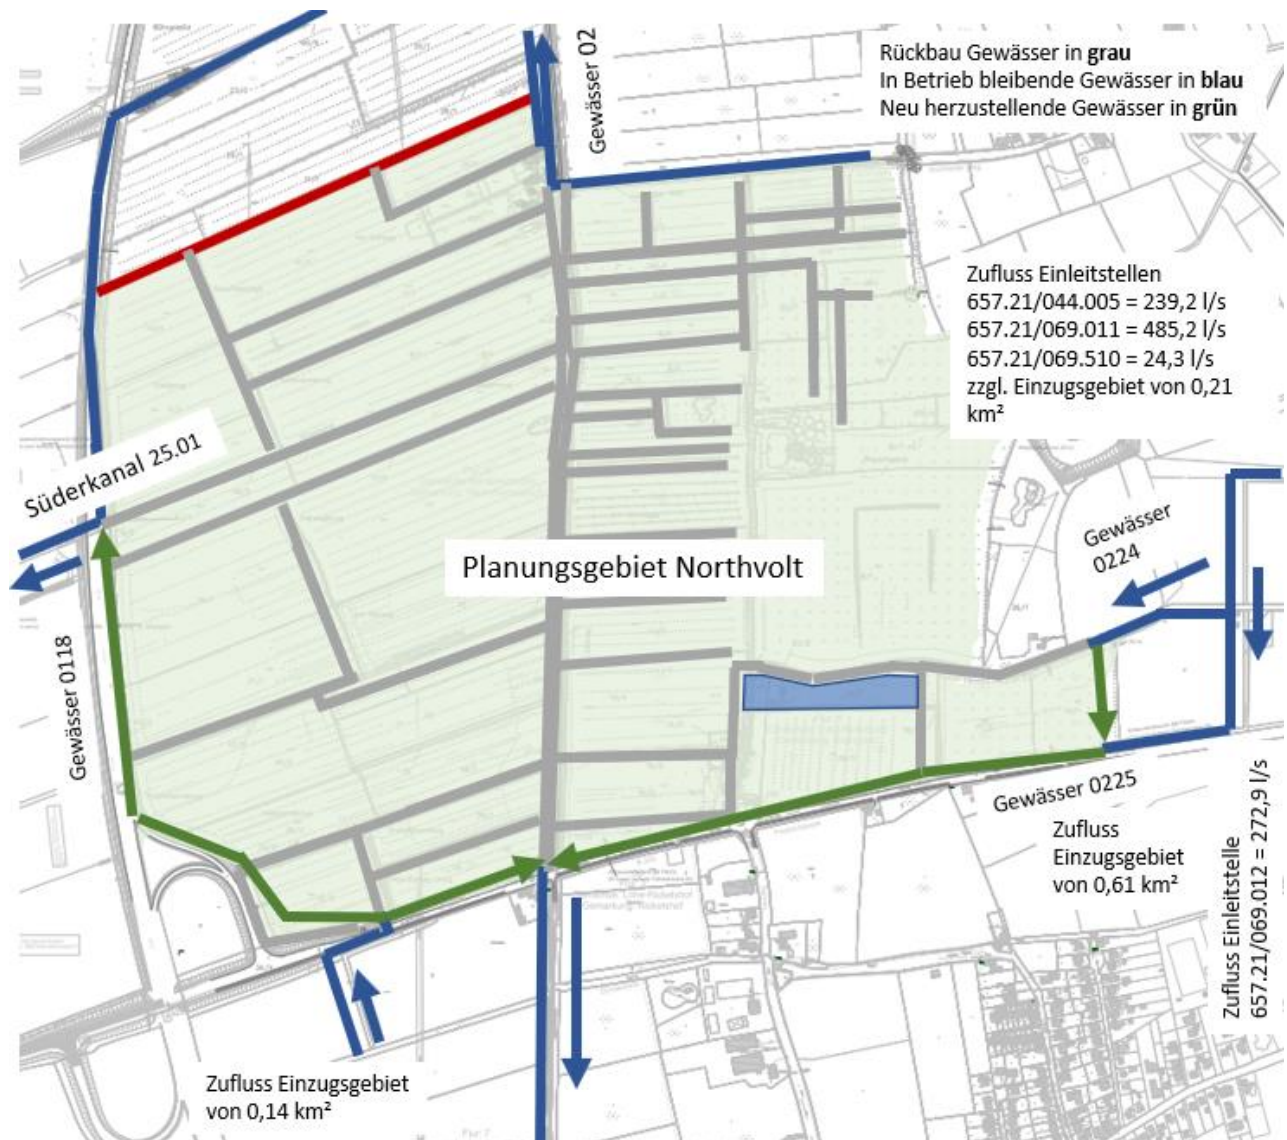 Gewässer 02
Rückbau Gewässer in grau
In Betrieb bleibende Gewässer in blau
Neu herzustellende Gewässer in grün
Zufluss Einleitstellen
657.21/044.005 = 239,2 l/s
657.21/069.011 = 485,2 l/s
657.21/069.510 = 24,3 l/s
zzgl. Einzugsgebiet von 0,21
km²
Süderkanal 25.01
Gewässer
0224
Planungsgebiet Northvolt
Gewässer 0118
Gewässer 0225
Zufluss
Einzugsgebiet
von 0,61 km²
Zufluss Einleitstelle
657.21/069.012 = 272,9 l/s
Zufluss Einzugsgebiet
von 0,14 km²